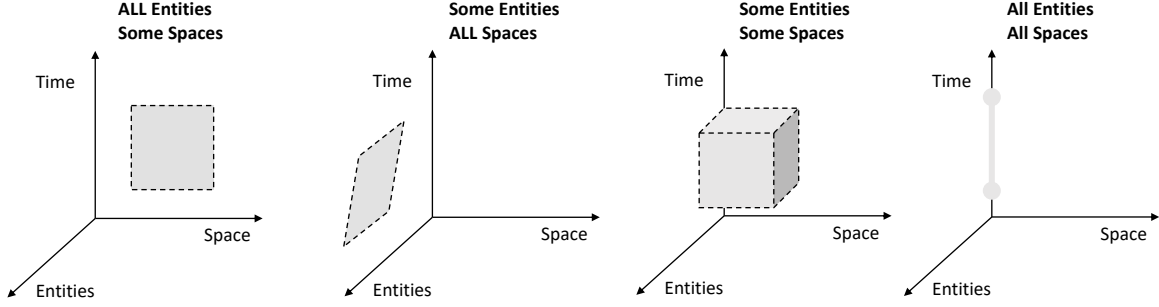 ALL Entities
Some Spaces
Time
Space
Entities
Some Entities
ALL Spaces
Time
Space
Entities
Some Entities
Some Spaces
Time
Space
Entities
All Entities
All Spaces
Time
Space
Entities